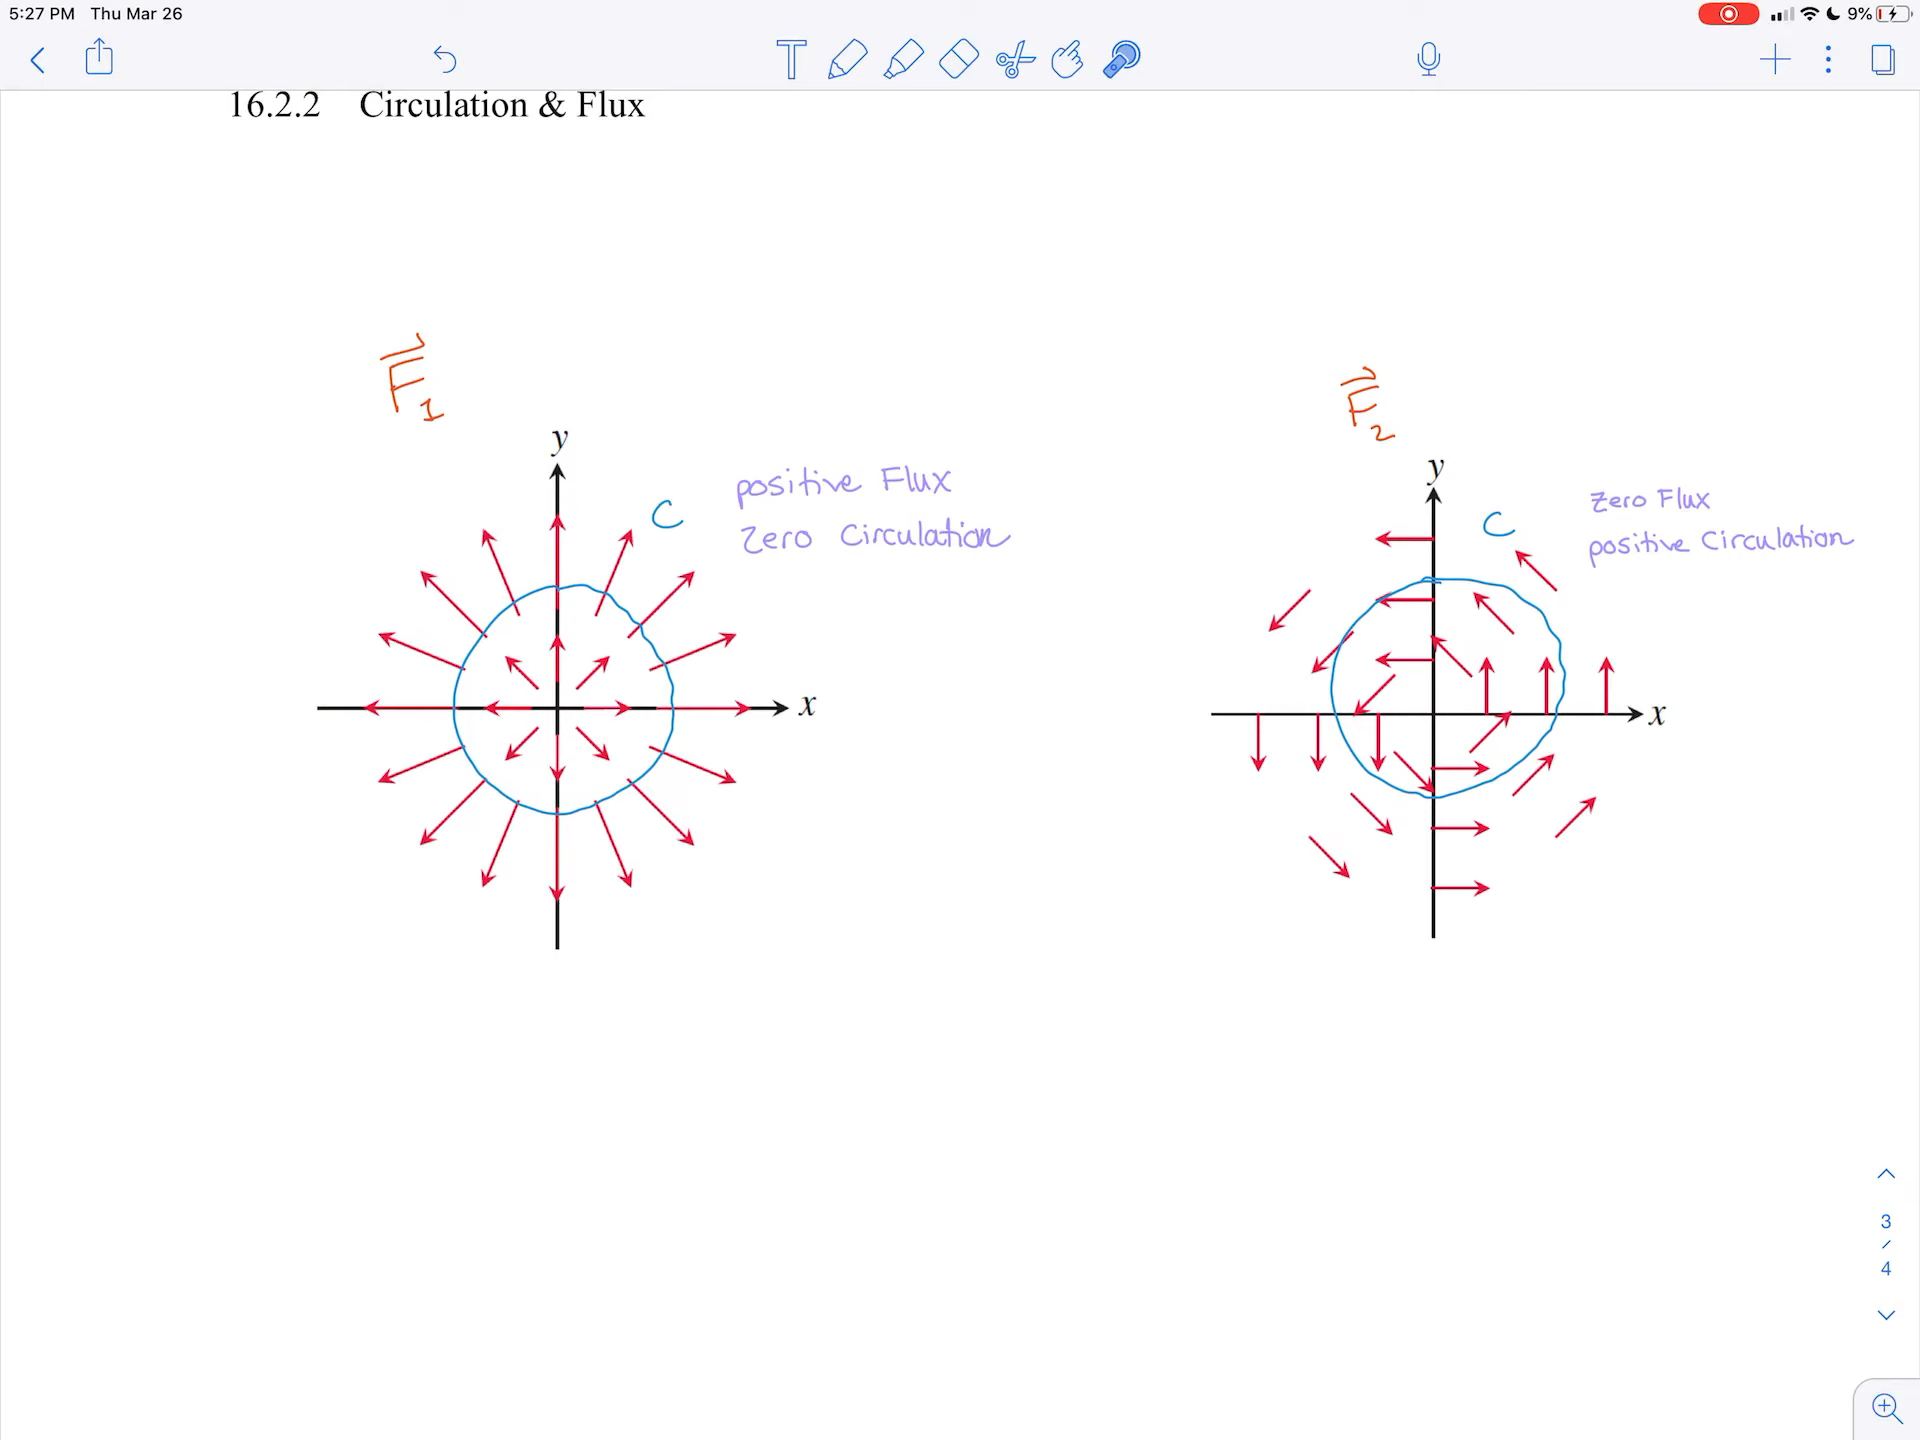 5:27 PM Thu Mar 26
9%
16.2.2 Circulation & Flux
F1
F2
y
positive Flux
C
Zero Circulation
x
y
Zero Flux
C
positive Circulation
x
3
/
4